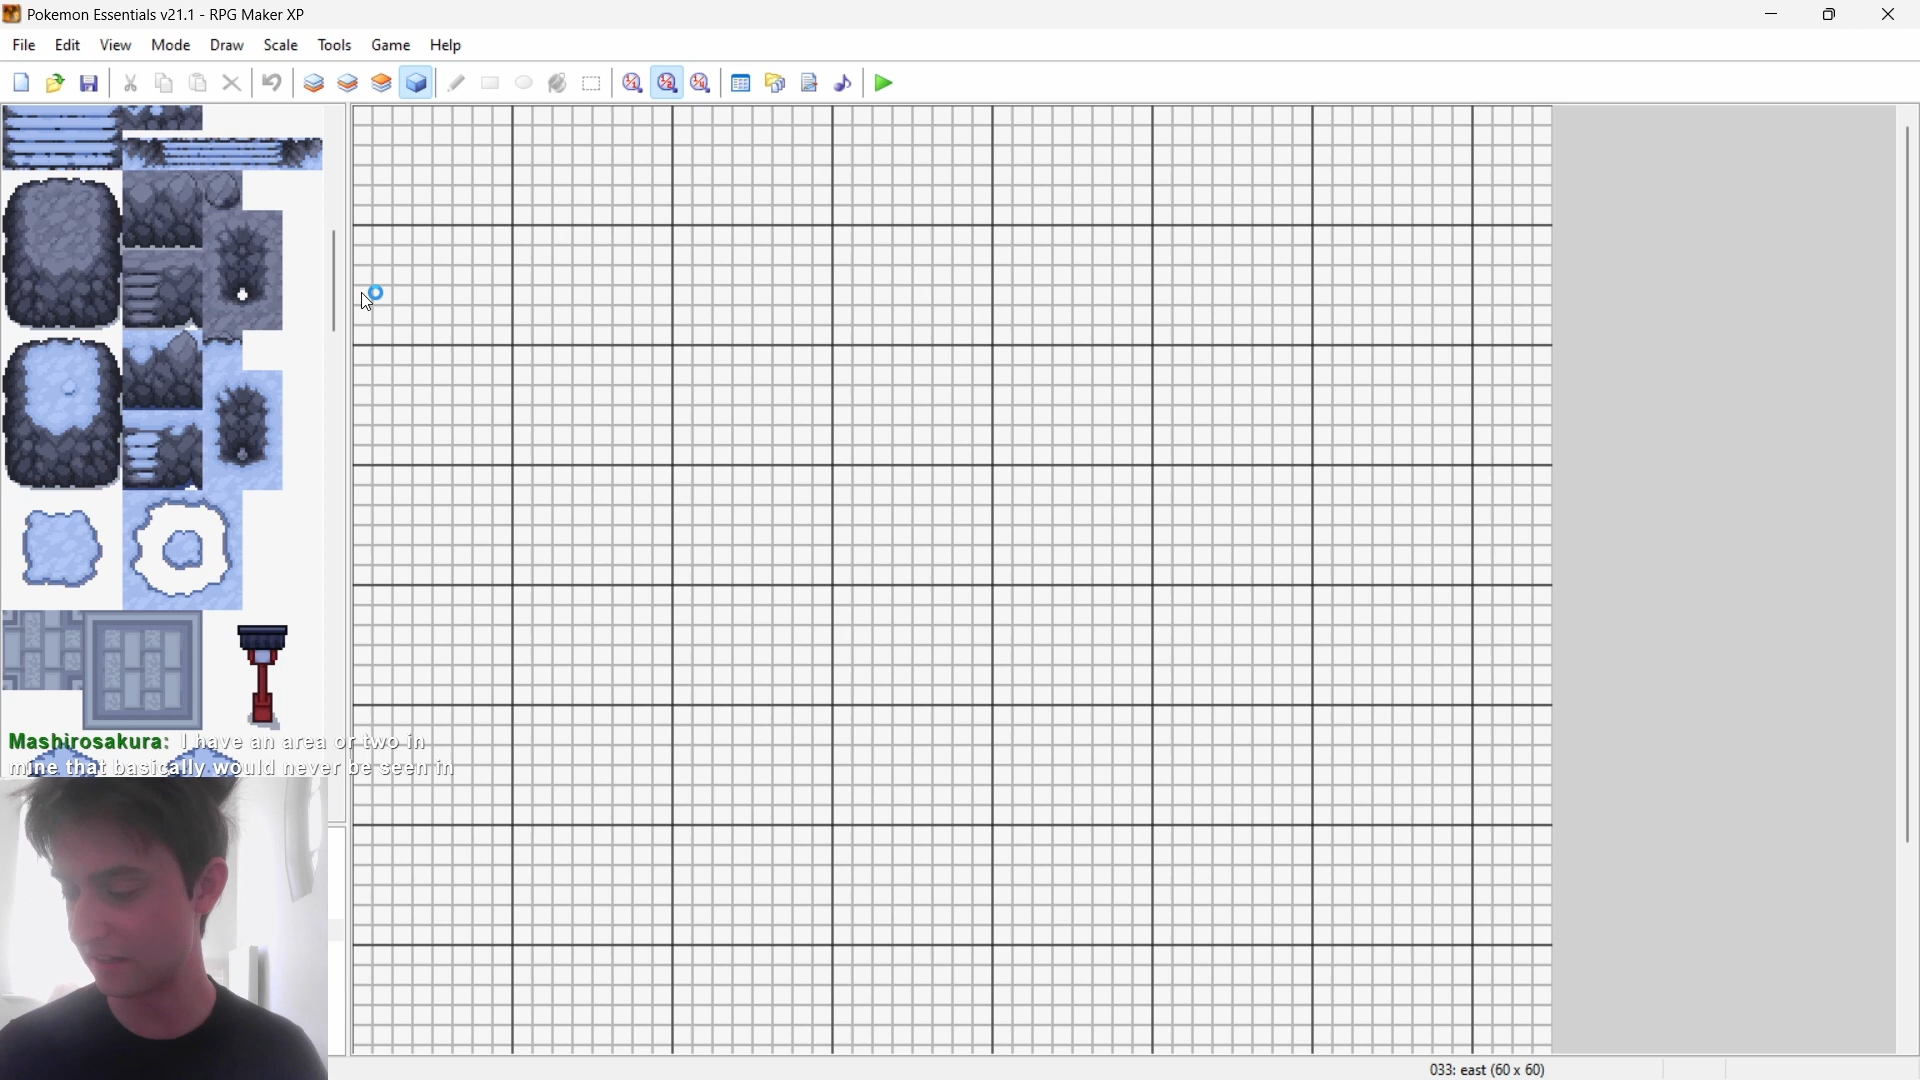 Pokemon Essentials v21.1 - RPG Maker XP
File Edit View Mode Draw Scale Tools Game Help
Mashirosakura: I have an area or two in
mine that basically would never be seen in
033: east (60 x 60)